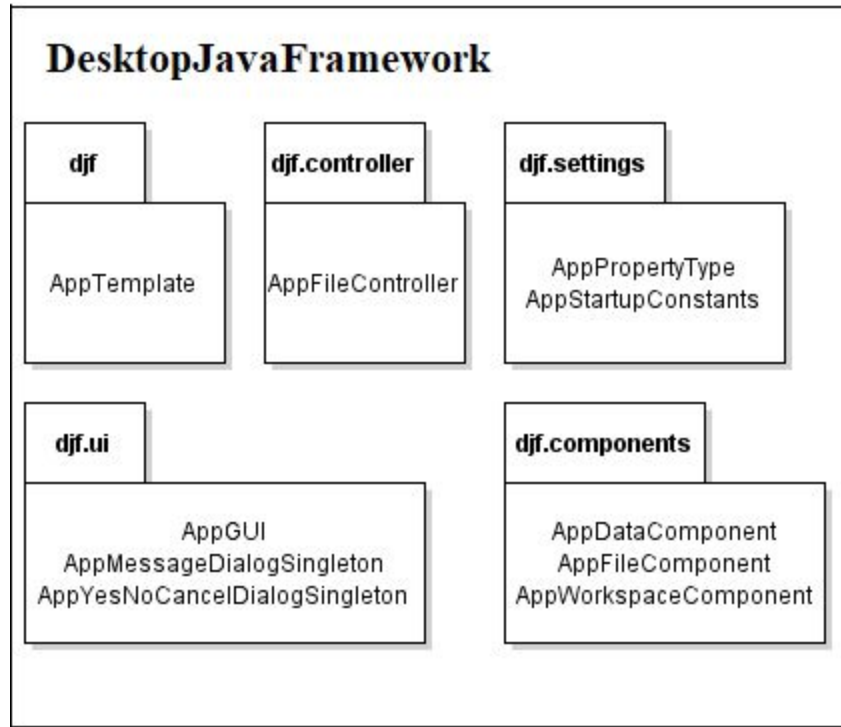 DesktopJavaFramework
djf
AppTemplate
djf.controller
AppFileController
djf.settings
AppPropertyType
AppStartupConstants
djf.ui
AppGUI
AppMessageDialogSingleton
AppYesNoCancelDialogSingleton
djf.components
AppDataComponent
AppFileComponent
AppWorkspaceComponent